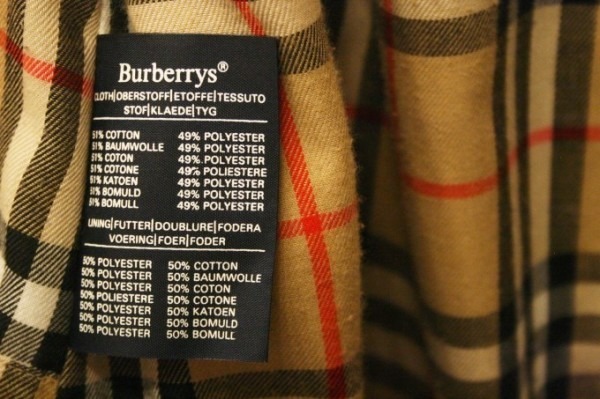 Burberrys®
CLOTH|OBERSTOFF|ETOFFE|TESSUTO
STOF|KLAEDE|TYG
51% COTTON 49% POLYESTER
51% BAUMWOLLE 49% POLYESTER
51% COTON 49% POLYESTER
51% COTONE 49% POLIESTERE
51% KATOEN 49% POLYESTER
51% BOMULD 49% POLYESTER
51% BOMULL 49% POLYESTER
LINING|FUTTER|DOUBLURE|FODERA
VOERING|FOER|FODER
50% POLYESTER 50% COTTON
50% POLYESTER 50% BAUMWOLLE
50% POLYESTER 50% COTON
50% POLIESTERE 50% COTONE
50% POLYESTER 50% KATOEN
50% POLYESTER 50% BOMULD
50% POLYESTER 50% BOMULL